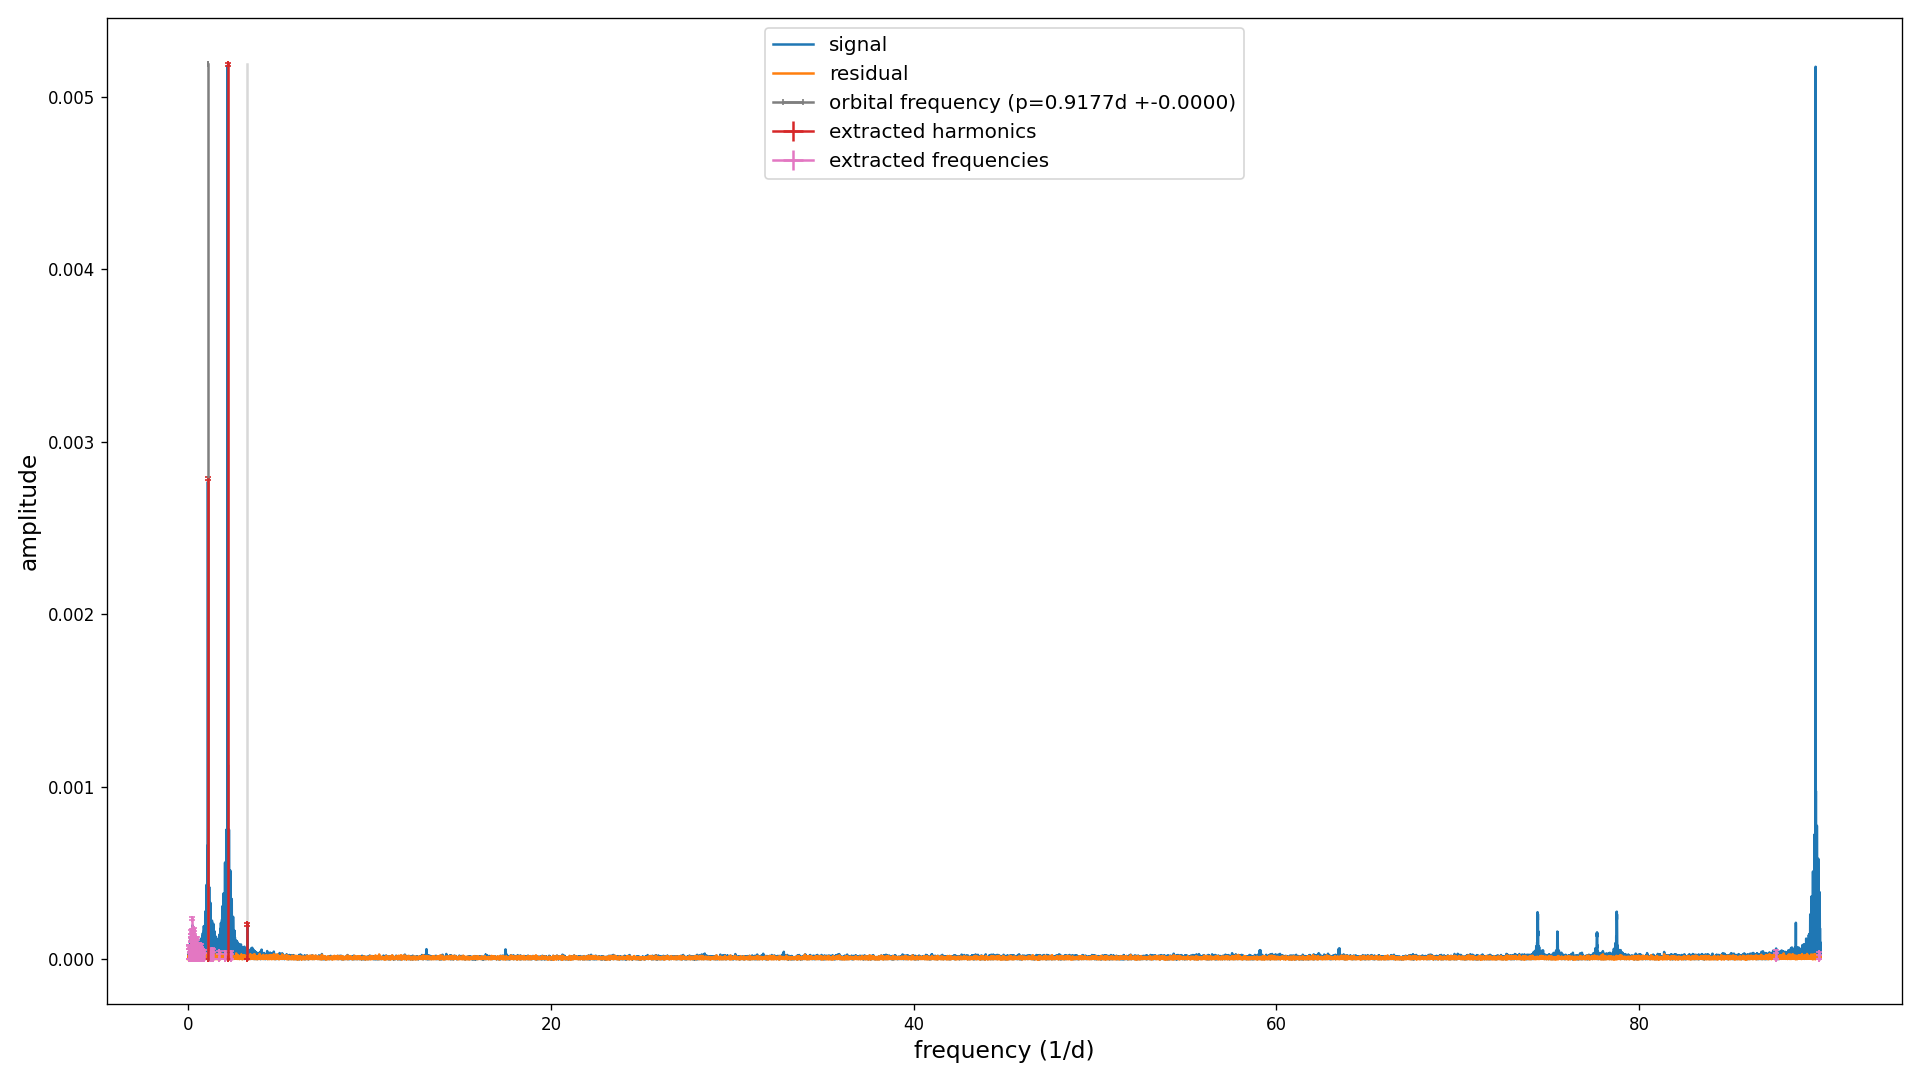 signal
residual
orbital frequency (p=0.9177d +-0.0000)
extracted harmonics
extracted frequencies
0.005
0.004
0.003
0.002
0.001
0.000
amplitude
0 20 40 60 80
frequency (1/d)